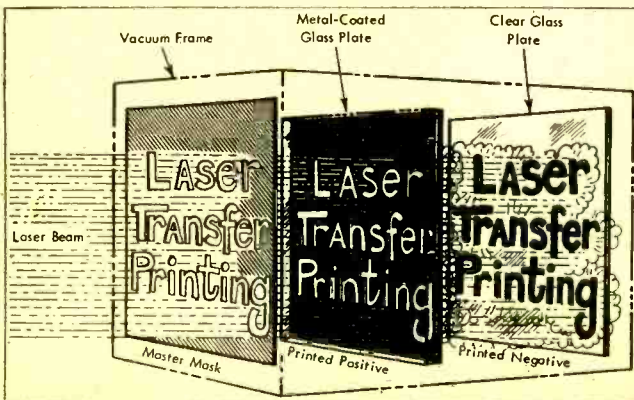 Vacuum Frame
Metal-Coated
Glass Plate
Clear Glass
Plate
Laser Beam
LAser
TrAnsfer
Printing
LAser
TrAnsfer
Printing
LAser
TrAnsfer
Printing
Master Mask
Printed Positive
Printed Negative